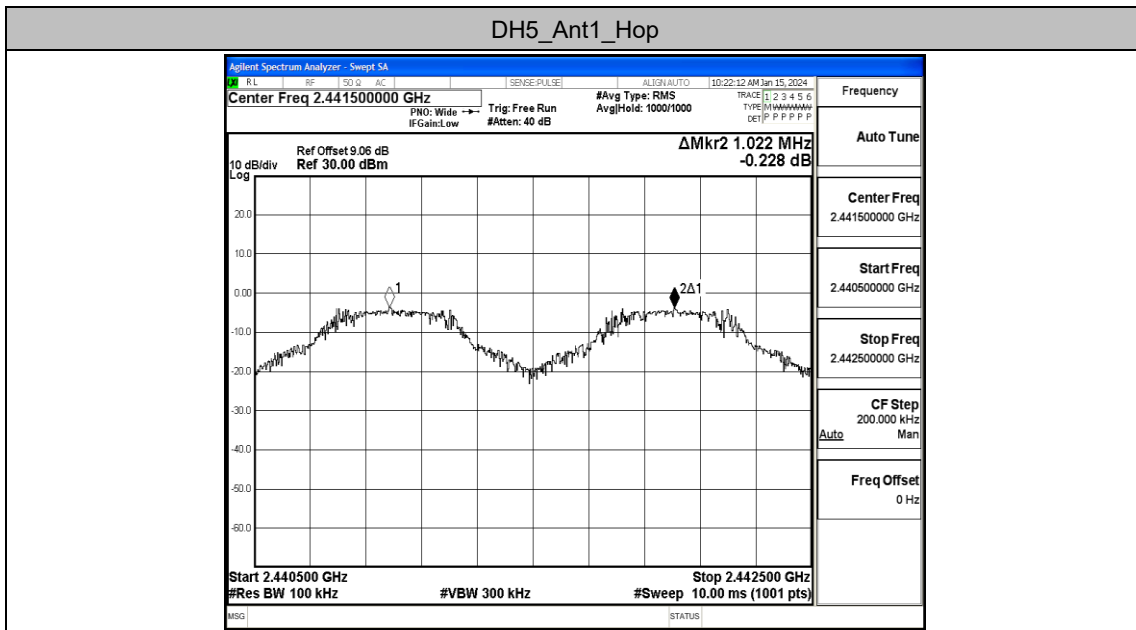 DH5_Ant1_Hop
Agilent Spectrum Analyzer - Swept SA
RL RF 50 Ω AC SENSE:PULSE ALIGN AUTO 10:22:12 AM Jan 15, 2024
Center Freq 2.441500000 GHz
PNO: Wide
IFGain:Low
Trig: Free Run
#Atten: 40 dB
#Avg Type: RMS
Avg|Hold: 1000/1000
TRACE 1 2 3 4 5 6
TYPE MWWWWW
DET P P P P P P
ΔMkr2 1.022 MHz
-0.228 dB
Ref Offset 9.06 dB
10 dB/div Ref 30.00 dBm
Log
20.0
10.0
0.00
-10.0
-20.0
-30.0
-40.0
-50.0
-60.0
1
2Δ1
Start 2.440500 GHz Stop 2.442500 GHz
#Res BW 100 kHz #VBW 300 kHz #Sweep 10.00 ms (1001 pts)
MSG STATUS
Frequency
Auto Tune
Center Freq
2.441500000 GHz
Start Freq
2.440500000 GHz
Stop Freq
2.442500000 GHz
CF Step
200.000 kHz
Auto Man
Freq Offset
0 Hz